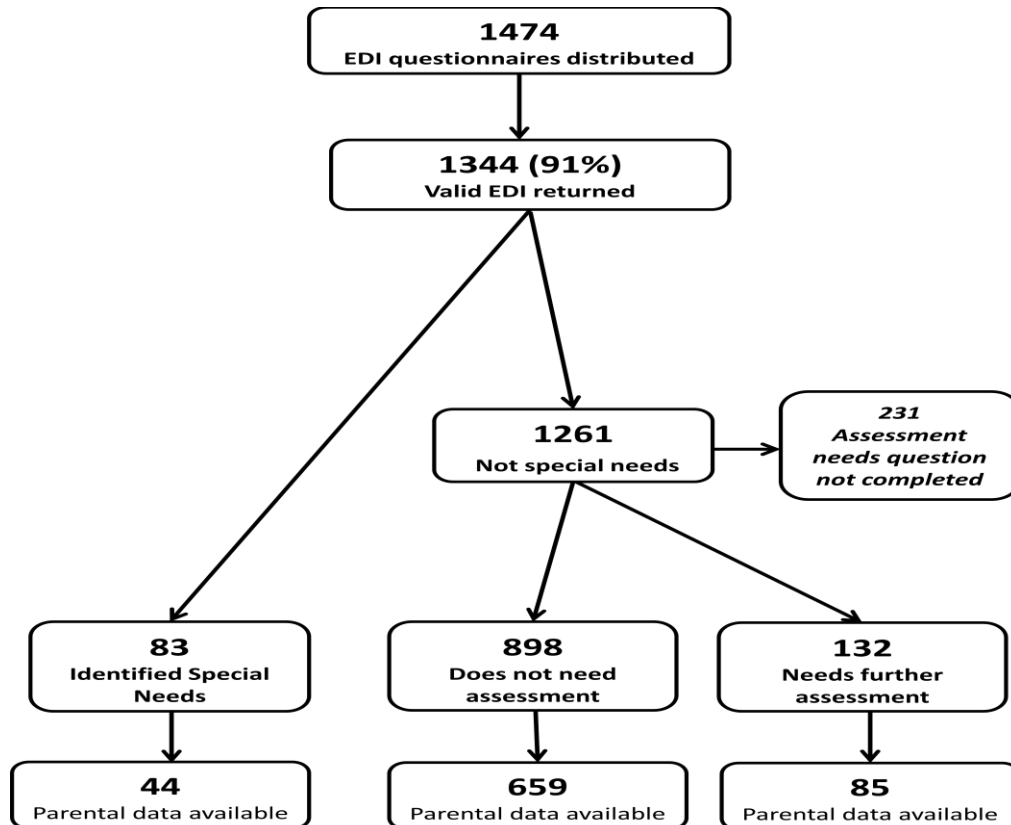 1474
EDI questionnaires distributed
1344 (91%)
Valid EDI returned
1261
Not special needs
231
Assessment
needs question
not completed
83
Identified Special
Needs
898
Does not need
assessment
132
Needs further
assessment
44
Parental data available
659
Parental data available
85
Parental data available